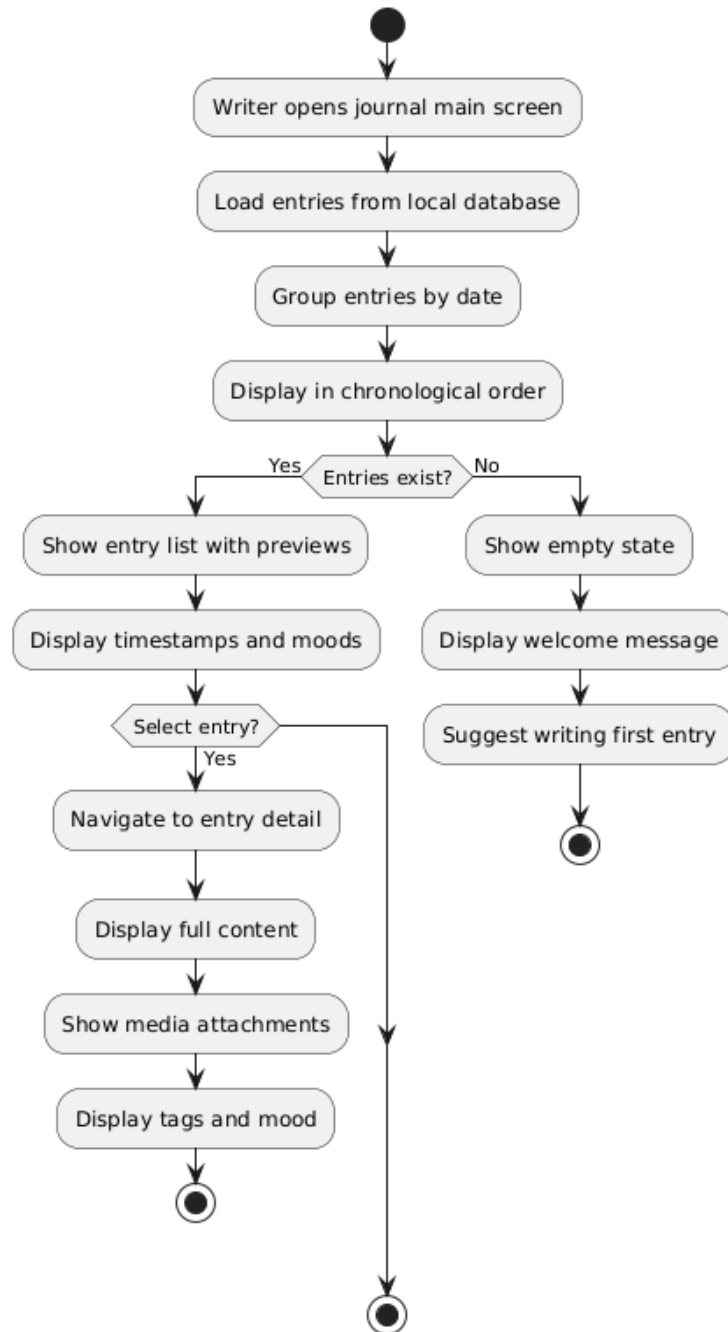 Writer opens journal main screen
Load entries from local database
Group entries by date
Display in chronological order
Yes
Entries exist?
No
Show entry list with previews
Display timestamps and moods
Select entry?
Yes
Navigate to entry detail
Display full content
Show media attachments
Display tags and mood
Show empty state
Display welcome message
Suggest writing first entry